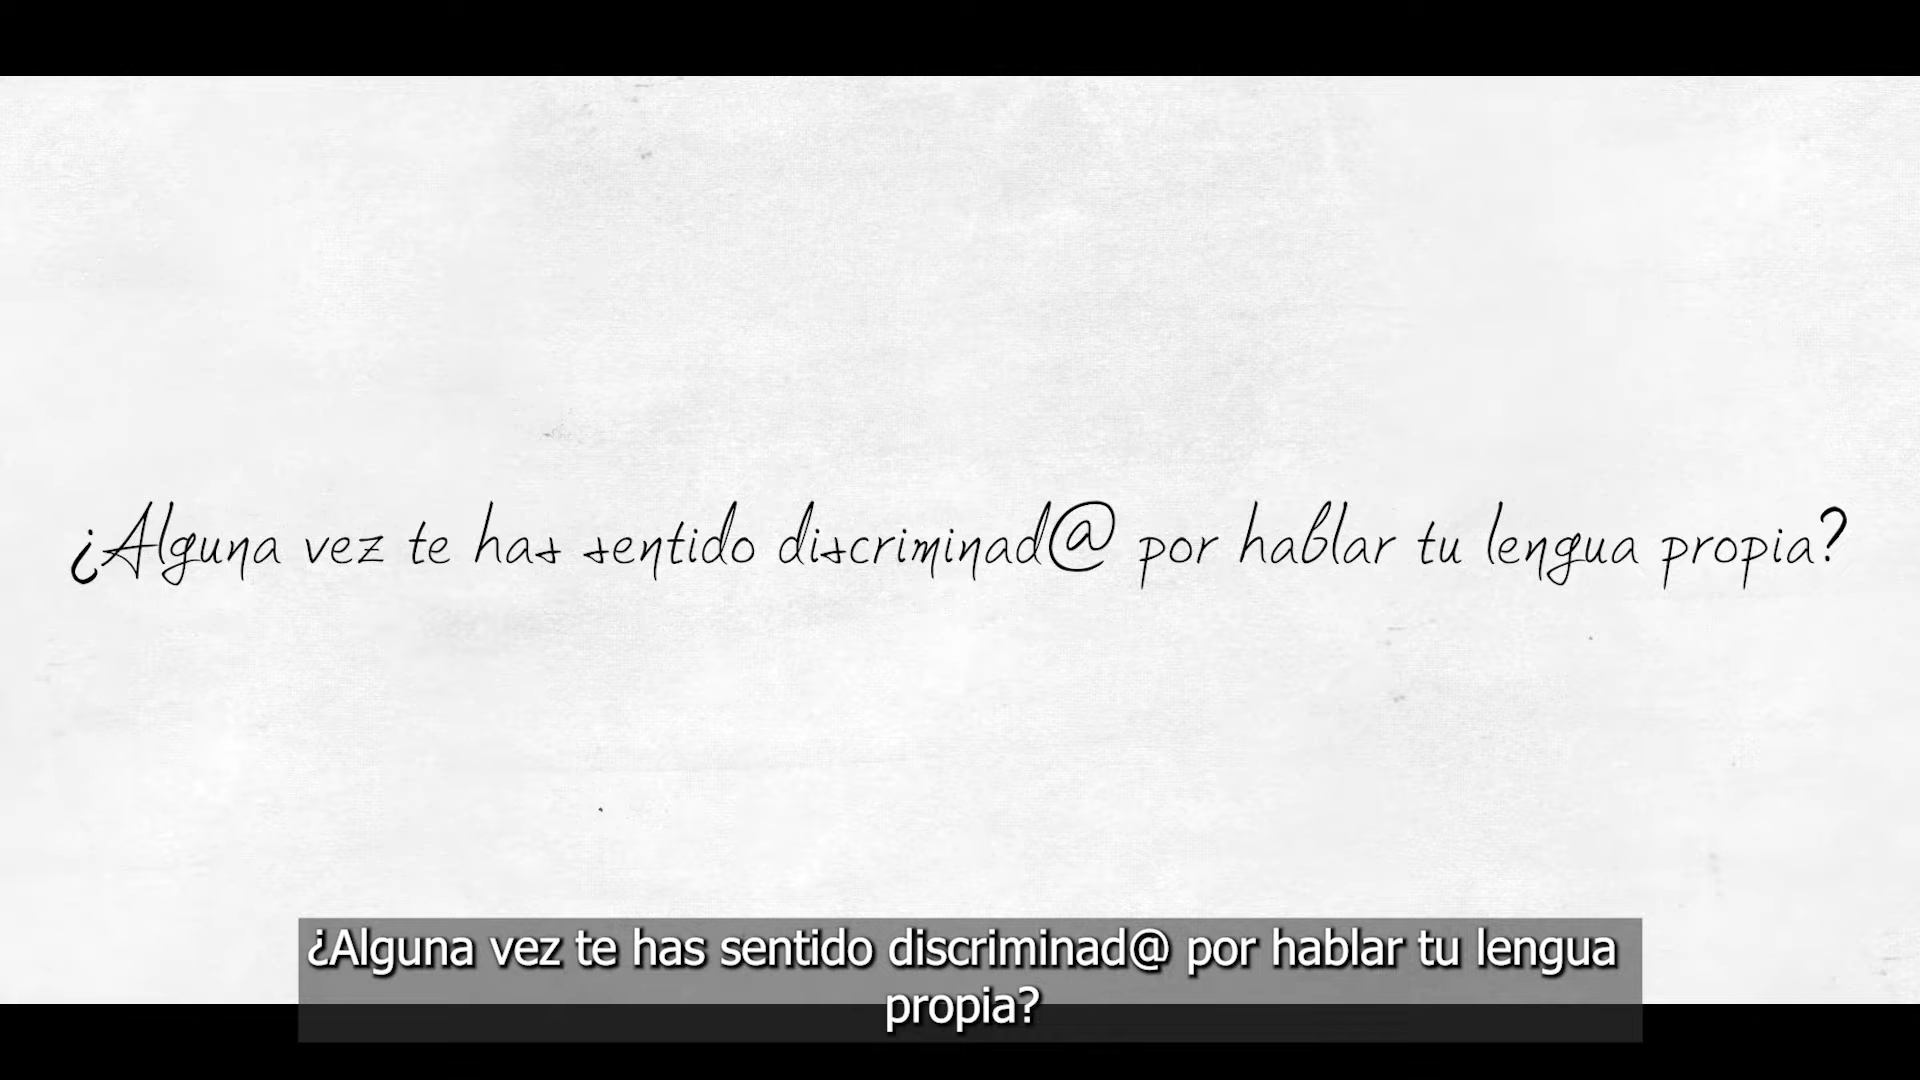 ¿Alguna vez te has sentido discriminad@ por hablar tu lengua propia?
¿Alguna vez te has sentido discriminad@ por hablar tu lengua
propia?